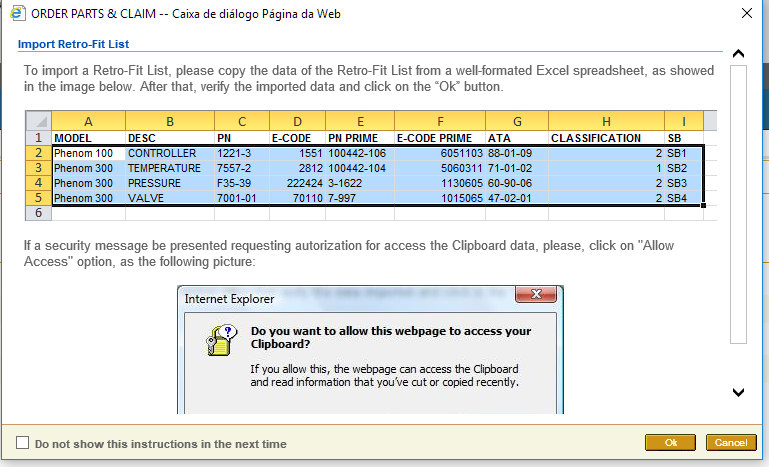 ORDER PARTS & CLAIM -- Caixa de diálogo Página da Web
Import Retro-Fit List
To import a Retro-Fit List, please copy the data of the Retro-Fit List from a well-formated Excel spreadsheet, as showed
in the image below. After that, verify the imported data and click on the “Ok” button.
A B C D E F G H I
1 MODEL DESC PN E-CODE PN PRIME E-CODE PRIME ATA CLASSIFICATION SB
2 Phenom 100 CONTROLLER 1221-3 1551 100442-106 6051103 88-01-09 2 SB1
3 Phenom 300 TEMPERATURE 7557-2 2812 100442-104 5060311 71-01-02 1 SB2
4 Phenom 300 PRESSURE F35-39 222424 3-1622 1130605 60-90-06 2 SB3
5 Phenom 300 VALVE 7001-01 70110 7-997 1015065 47-02-01 2 SB4
6
If a security message be presented requesting autorization for access the Clipboard data, please, click on "Allow
Access" option, as the following picture:
Internet Explorer
Do you want to allow this webpage to access your
Clipboard?
If you allow this, the webpage can access the Clipboard
and read information that you've cut or copied recently.
Do not show this instructions in the next time
Ok Cancel